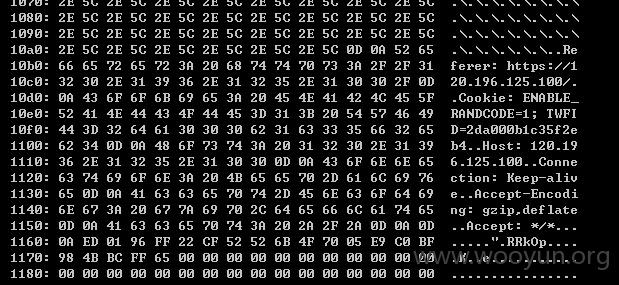 1070: 2E 5C 2E 5C 2E 5C 2E 5C 2E 5C 2E 5C 2E 5C 2E 5C .\.\.\.\.\.\.\.\
1080: 2E 5C 2E 5C 2E 5C 2E 5C 2E 5C 2E 5C 2E 5C 2E 5C .\.\.\.\.\.\.\.\
1090: 2E 5C 2E 5C 2E 5C 2E 5C 2E 5C 2E 5C 2E 5C 2E 5C .\.\.\.\.\.\.\.\
10a0: 2E 5C 2E 5C 2E 5C 2E 5C 2E 5C 2E 5C 0D 0A 52 65 .\.\.\.\.\.\..Re
10b0: 66 65 72 65 72 3A 20 68 74 74 70 73 3A 2F 2F 31 ferer: https://1
10c0: 32 30 2E 31 39 36 2E 31 32 35 2E 31 30 30 2F 0D 20.196.125.100/.
10d0: 0A 43 6F 6F 6B 69 65 3A 20 45 4E 41 42 4C 45 5F .Cookie: ENABLE_
10e0: 52 41 4E 44 43 4F 44 45 3D 31 3B 20 54 57 46 49 RANDCODE=1; TWFI
10f0: 44 3D 32 64 61 30 30 30 62 31 63 33 35 66 32 65 D=2da000b1c35f2e
1100: 62 34 0D 0A 48 6F 73 74 3A 20 31 32 30 2E 31 39 b4..Host: 120.19
1110: 36 2E 31 32 35 2E 31 30 30 0D 0A 43 6F 6E 6E 65 6.125.100..Conne
1120: 63 74 69 6F 6E 3A 20 4B 65 65 70 2D 61 6C 69 76 ction: Keep-aliv
1130: 65 0D 0A 41 63 63 65 70 74 2D 45 6E 63 6F 64 69 e..Accept-Encodi
1140: 6E 67 3A 20 67 7A 69 70 2C 64 65 66 6C 61 74 65 ng: gzip,deflate
1150: 0D 0A 41 63 63 65 70 74 3A 20 2A 2F 2A 0D 0A 0D ..Accept: */*...
1160: 0A ED 01 96 FF 22 CF 52 52 6B 4F 70 05 E9 C0 BF .....".RRkOp....
1170: 98 4B BC FF 65 00 00 00 00 00 00 00 00 00 00 00 .K..e...........
1180: 00 00 00 00 00 00 00 00 00 00 00 00 00 00 00 00 ................
www.wooyun.org